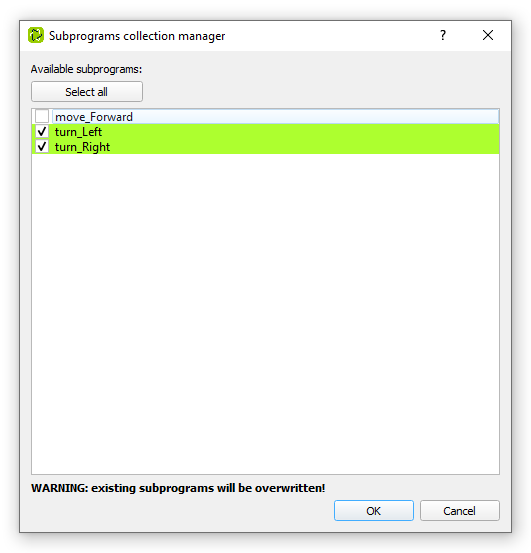 Subprograms collection manager
?
Available subprograms:
Select all
move_Forward
turn_Left
turn_Right
WARNING: existing subprograms will be overwritten!
OK Cancel